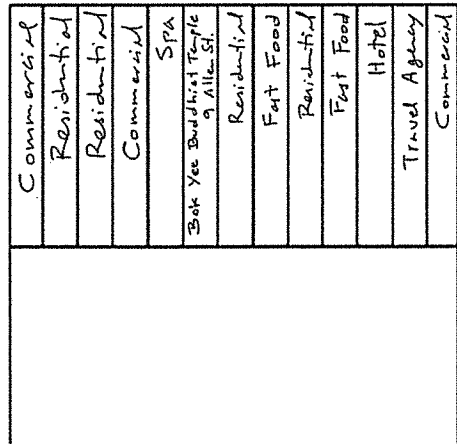 Commercial
Residential
Residential
Commercial
Spa
Bok Yee Buddhist Temple
9 Allen St.
Residential
Fast Food
Residential
Fast Food
Hotel
Travel Agency
Commercial